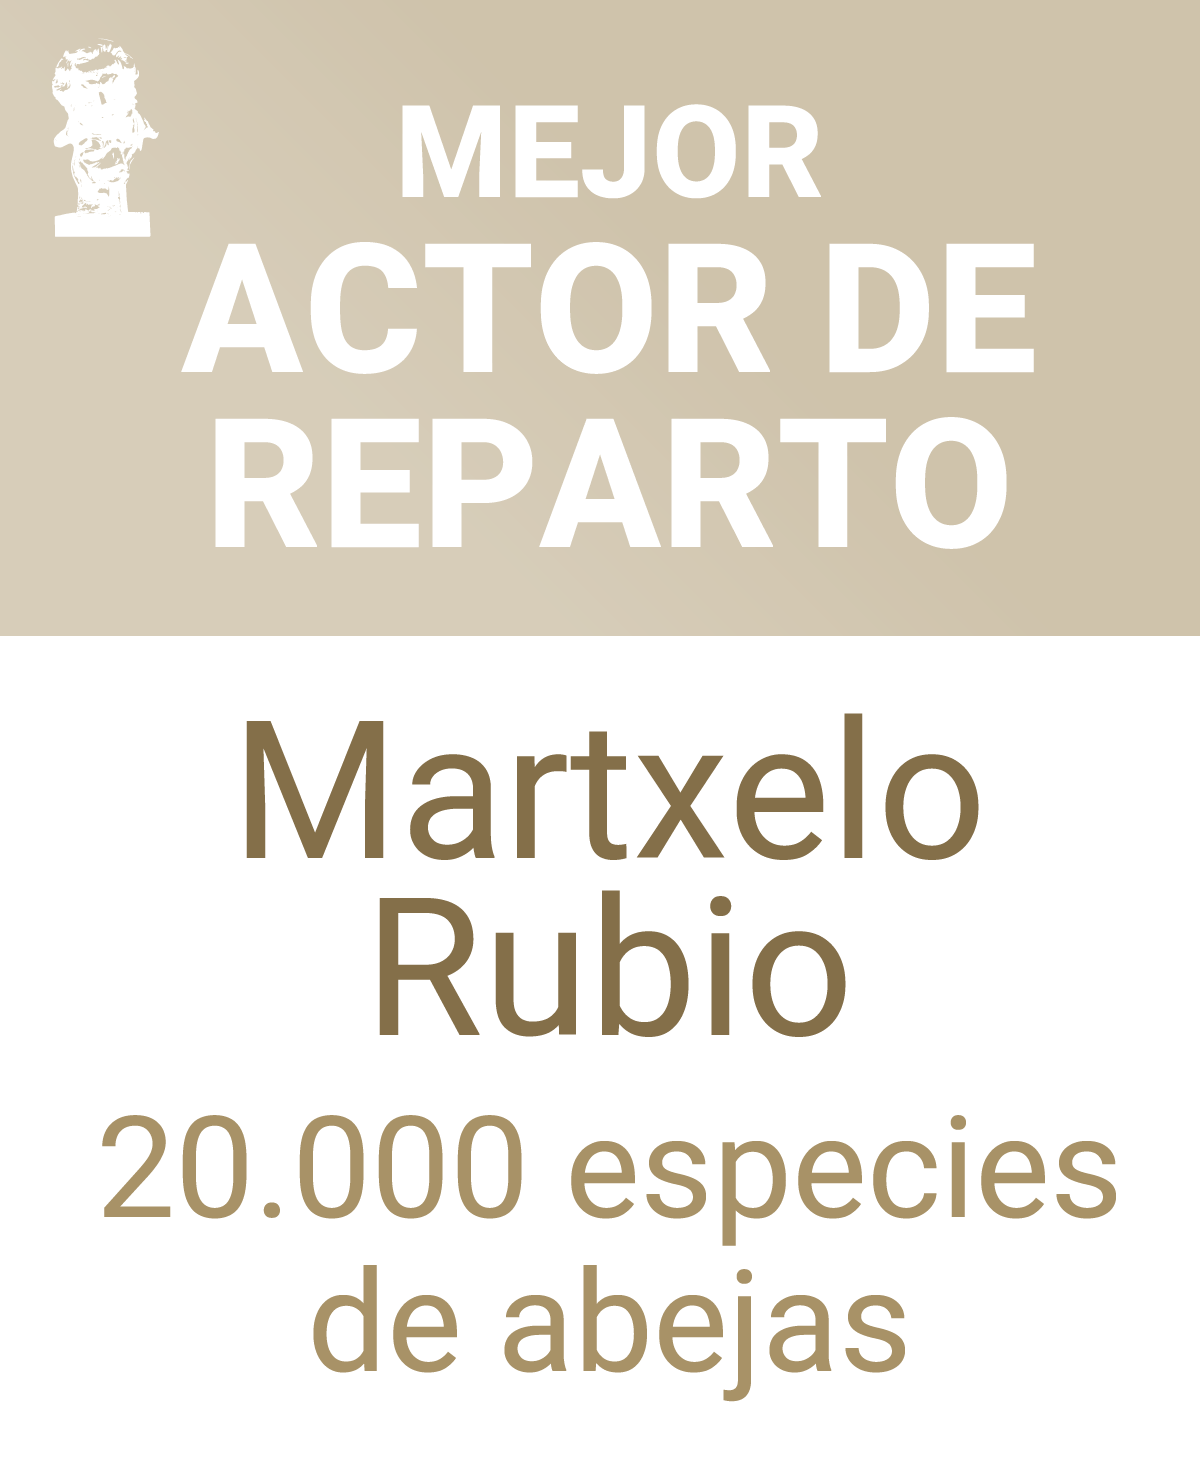 MEJOR
ACTOR DE
REPARTO
Martxelo
Rubio
20.000 especies
de abejas